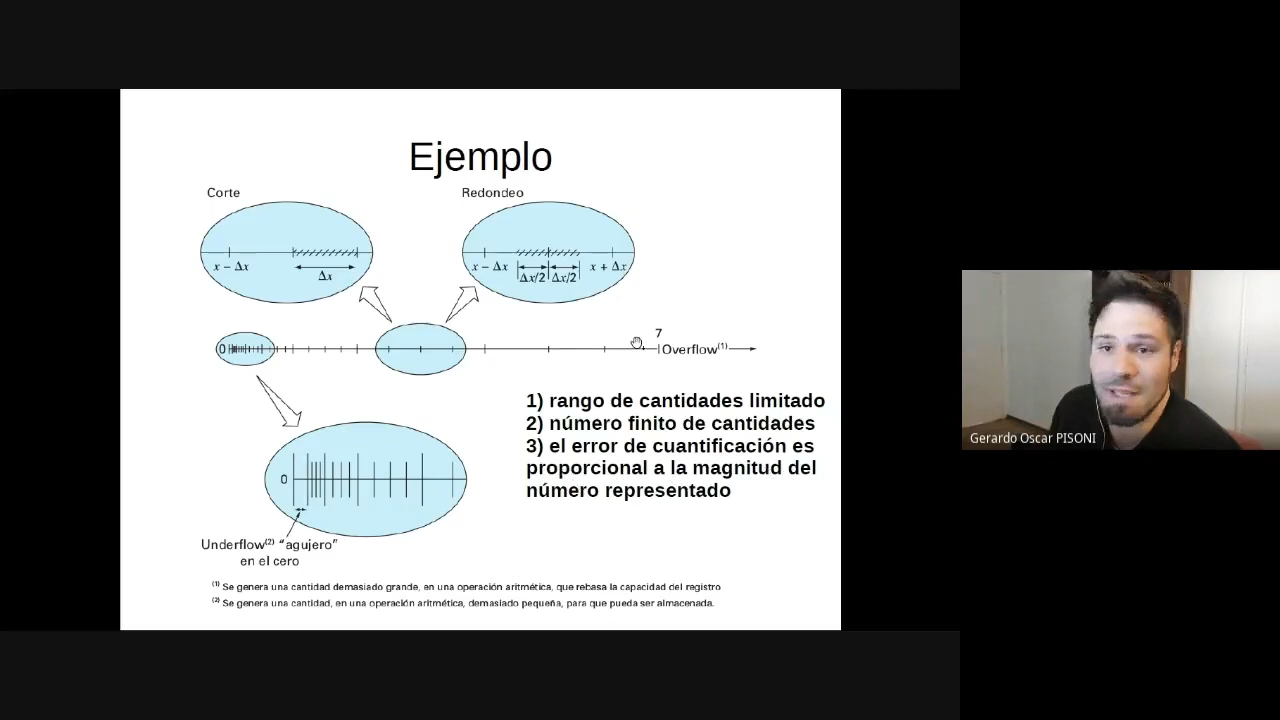 Ejemplo
Corte
Redondeo
x − Δx
Δx
x − Δx
Δx/2
Δx/2
x + Δx
0
7
Overflow(1)
1) rango de cantidades limitado
2) número finito de cantidades
3) el error de cuantificación es
proporcional a la magnitud del
número representado
0
Underflow(2) “agujero”
en el cero
(1) Se genera una cantidad demasiado grande, en una operación aritmética, que rebasa la capacidad del registro
(2) Se genera una cantidad, en una operación aritmética, demasiado pequeña, para que pueda ser almacenada.
Gerardo Oscar PISONI